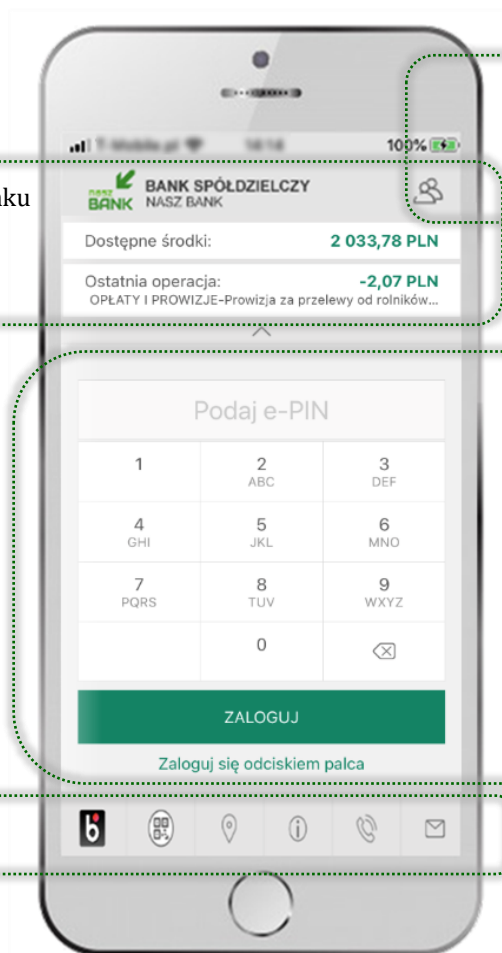 100%
nasz
BANK
BANK SPÓŁDZIELCZY
NASZ BANK
Dostępne środki: 2 033,78 PLN
Ostatnia operacja: -2,07 PLN
OPŁATY I PROWIZJE-Prowizja za przelewy od rolników...
Podaj e-PIN
1 2 3
ABC DEF
4 5 6
GHI JKL MNO
7 8 9
PQRS TUV WXYZ
0
ZALOGUJ
Zaloguj się odciskiem palca
b